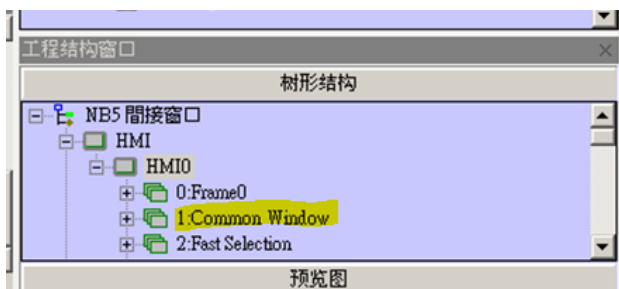 工程结构窗口
树形结构
NB5 間接窗口
HMI
HMI0
0:Frame0
1:Common Window
2:Fast Selection
预览图